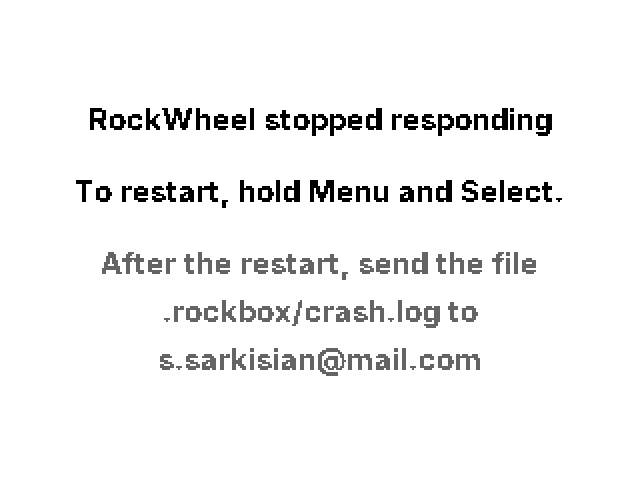 RockWheel stopped responding
To restart, hold Menu and Select.
After the restart, send the file
.rockbox/crash.log to
s.sarkisian@mail.com